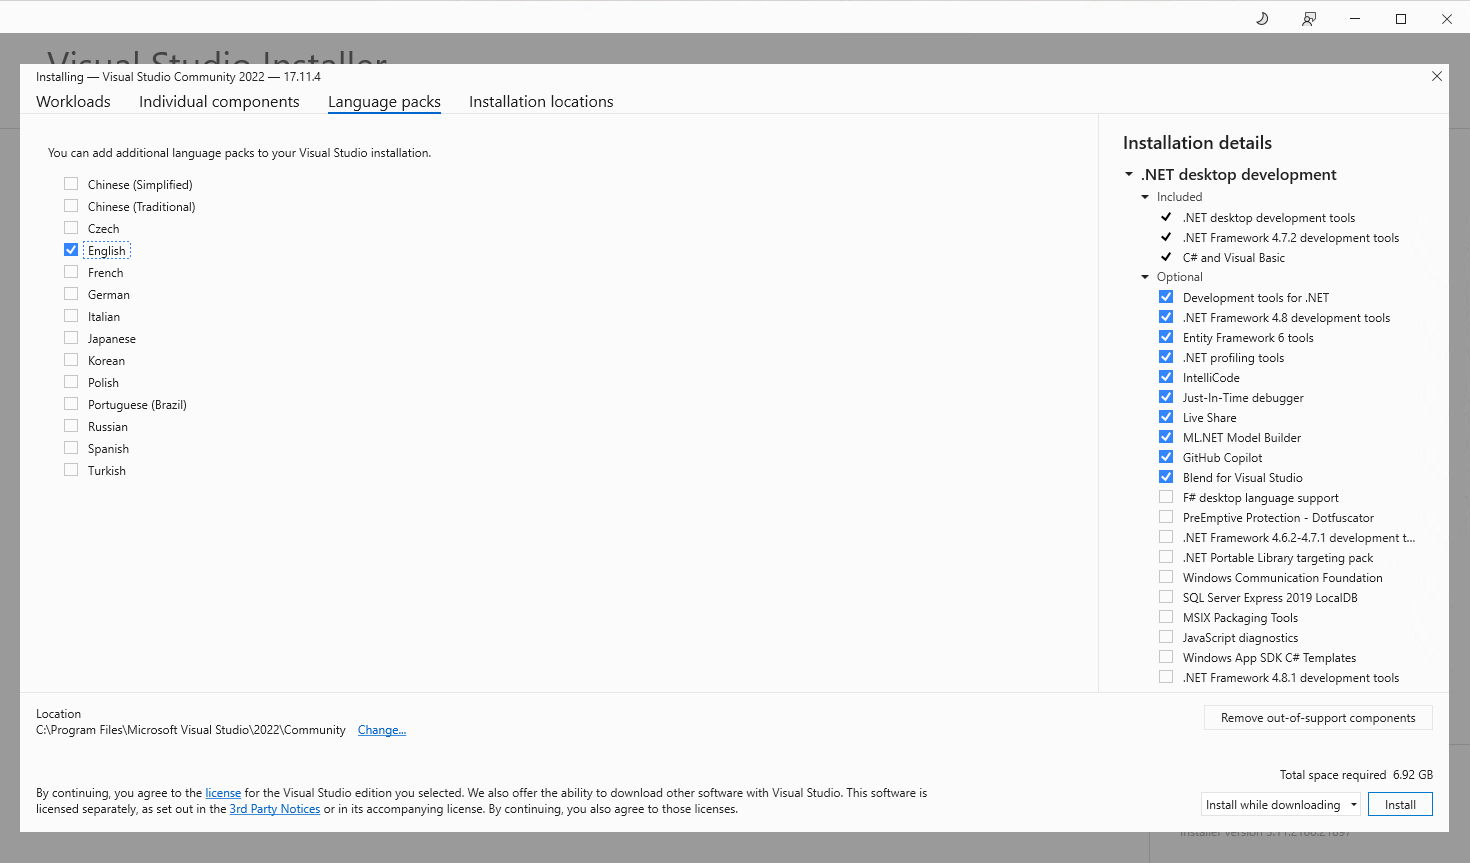 Visual Studio Installer
Installing — Visual Studio Community 2022 — 17.11.4
Workloads
Individual components
Language packs
Installation locations
You can add additional language packs to your Visual Studio installation.
Chinese (Simplified)
Chinese (Traditional)
Czech
English
French
German
Italian
Japanese
Korean
Polish
Portuguese (Brazil)
Russian
Spanish
Turkish
Installation details
.NET desktop development
Included
.NET desktop development tools
.NET Framework 4.7.2 development tools
C# and Visual Basic
Optional
Development tools for .NET
.NET Framework 4.8 development tools
Entity Framework 6 tools
.NET profiling tools
IntelliCode
Just-In-Time debugger
Live Share
ML.NET Model Builder
GitHub Copilot
Blend for Visual Studio
F# desktop language support
PreEmptive Protection - Dotfuscator
.NET Framework 4.6.2-4.7.1 development t...
.NET Portable Library targeting pack
Windows Communication Foundation
SQL Server Express 2019 LocalDB
MSIX Packaging Tools
JavaScript diagnostics
Windows App SDK C# Templates
.NET Framework 4.8.1 development tools
Location
C:\Program Files\Microsoft Visual Studio\2022\Community Change...
Remove out-of-support components
Total space required 6.92 GB
By continuing, you agree to the license for the Visual Studio edition you selected. We also offer the ability to download other software with Visual Studio. This software is
licensed separately, as set out in the 3rd Party Notices or in its accompanying license. By continuing, you also agree to those licenses.
Install while downloading
Install
Installer version